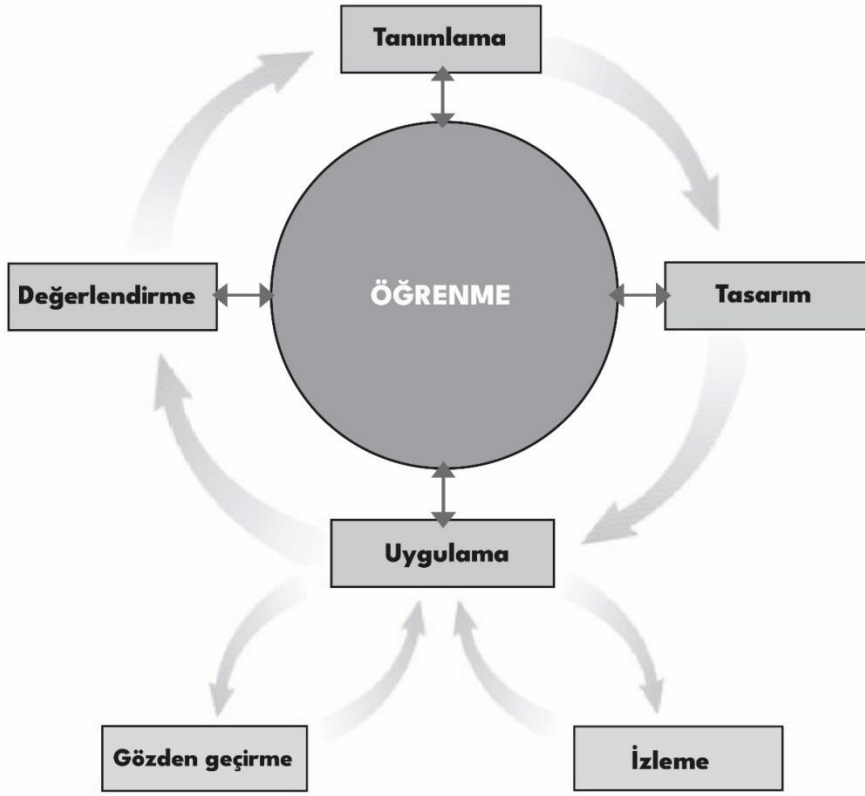 Tanımlama
Değerlendirme
ÖĞRENME
Tasarım
Uygulama
Gözden geçirme
İzleme